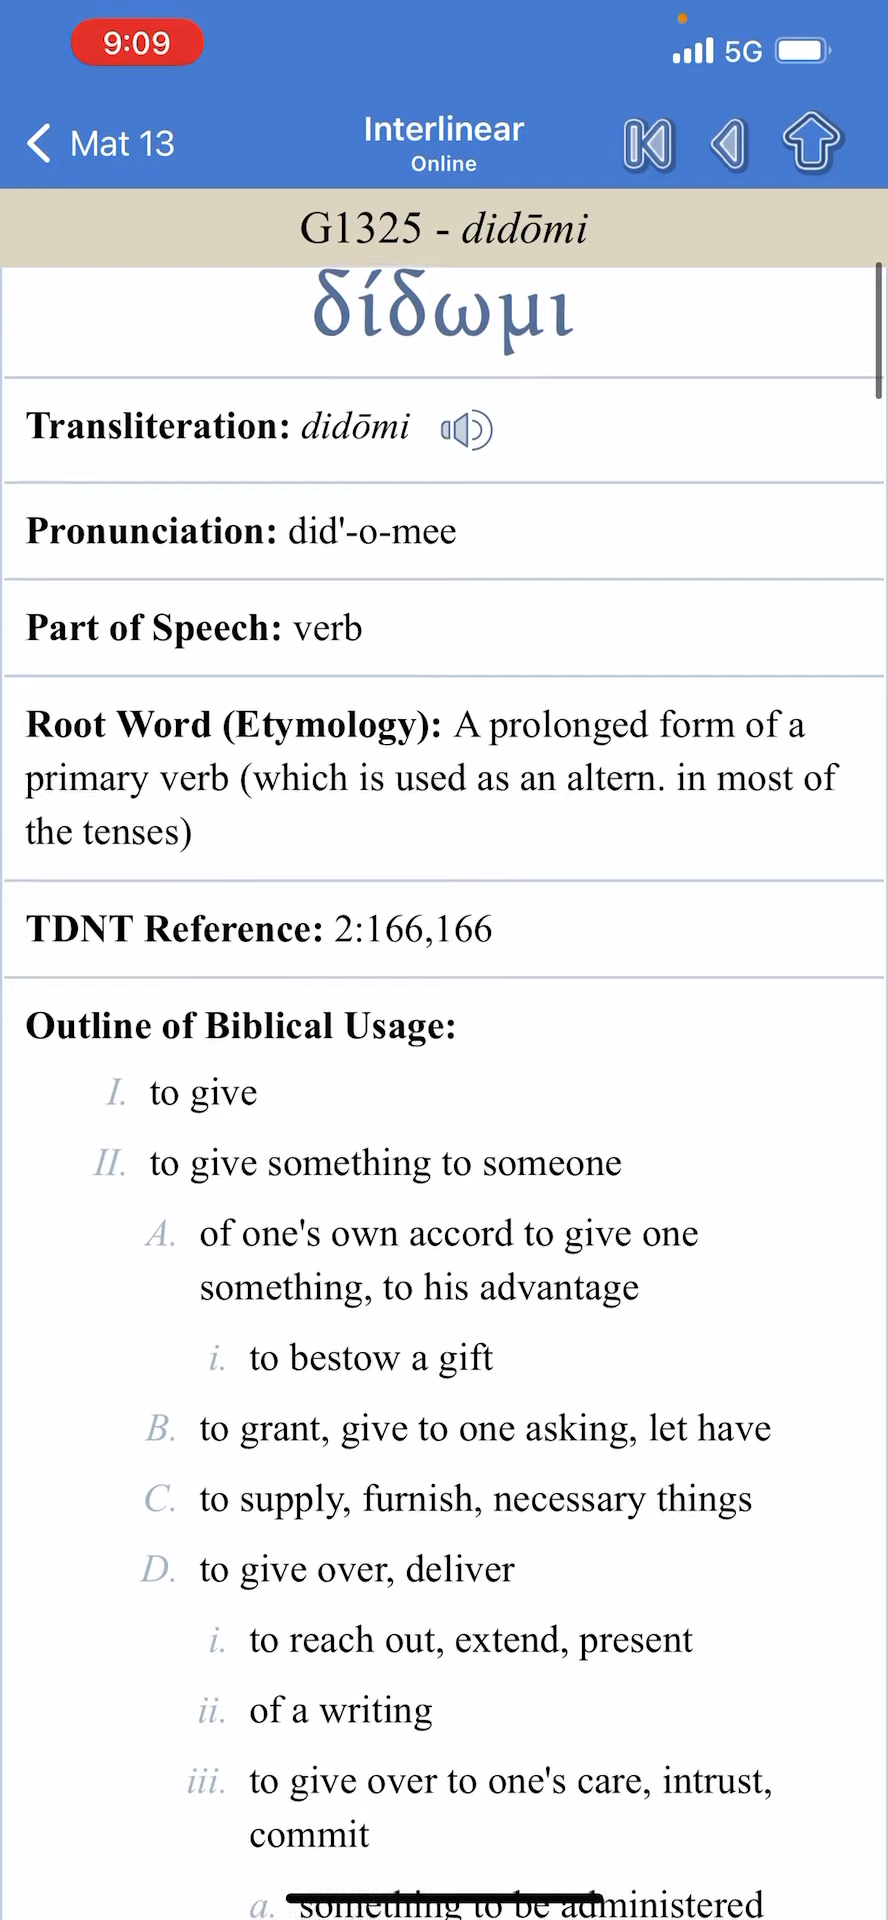 9:09
5G
Mat 13
Interlinear
Online
G1325 - didōmi
δίδωμι
Transliteration: didōmi
Pronunciation: did'-o-mee
Part of Speech: verb
Root Word (Etymology): A prolonged form of a
primary verb (which is used as an altern. in most of
the tenses)
TDNT Reference: 2:166,166
Outline of Biblical Usage:
I. to give
II. to give something to someone
A. of one's own accord to give one
something, to his advantage
i. to bestow a gift
B. to grant, give to one asking, let have
C. to supply, furnish, necessary things
D. to give over, deliver
i. to reach out, extend, present
ii. of a writing
iii. to give over to one's care, intrust,
commit
a. something to be administered